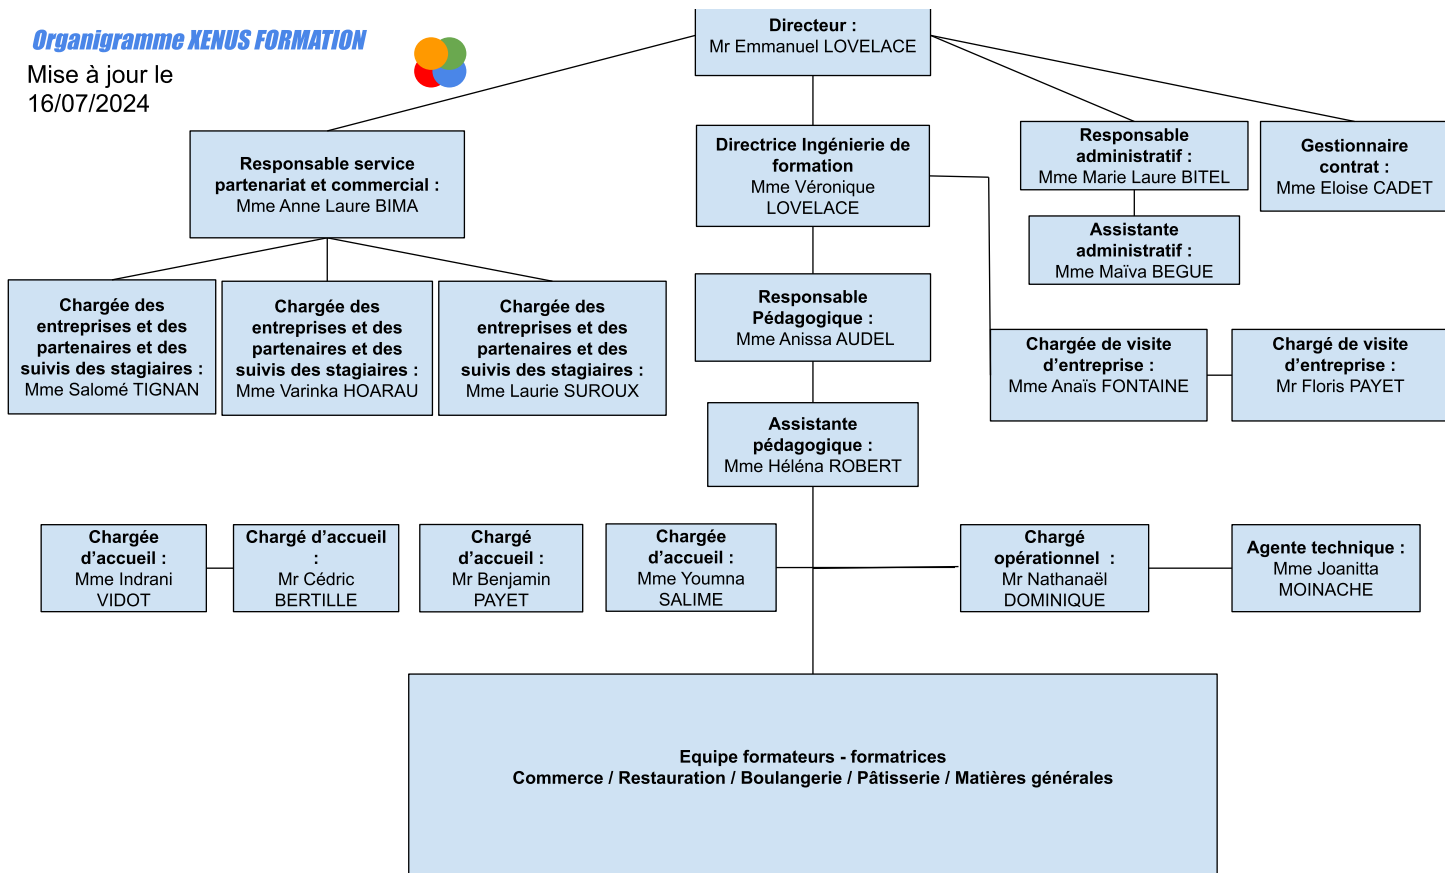 Organigramme XENUS FORMATION
Mise à jour le
16/07/2024
Directeur :
Mr Emmanuel LOVELACE
Responsable service
partenariat et commercial :
Mme Anne Laure BIMA
Directrice Ingénierie de
formation
Mme Véronique
LOVELACE
Responsable
administratif :
Mme Marie Laure BITEL
Gestionnaire
contrat :
Mme Eloise CADET
Assistante
administratif :
Mme Maïva BEGUE
Chargée des
entreprises et des
partenaires et des
suivis des stagiaires :
Mme Salomé TIGNAN
Chargée des
entreprises et des
partenaires et des
suivis des stagiaires :
Mme Varinka HOARAU
Chargée des
entreprises et des
partenaires et des
suivis des stagiaires :
Mme Laurie SUROUX
Responsable
Pédagogique :
Mme Anissa AUDEL
Chargée de visite
d'entreprise :
Mme Anaïs FONTAINE
Chargé de visite
d'entreprise :
Mr Floris PAYET
Assistante
pédagogique :
Mme Héléna ROBERT
Chargée
d'accueil :
Mme Indrani
VIDOT
Chargé d'accueil
:
Mr Cédric
BERTILLE
Chargé
d'accueil :
Mr Benjamin
PAYET
Chargée
d'accueil :
Mme Youmna
SALIME
Chargé
opérationnel :
Mr Nathanaël
DOMINIQUE
Agente technique :
Mme Joanitta
MOINACHE
Equipe formateurs - formatrices
Commerce / Restauration / Boulangerie / Pâtisserie / Matières générales